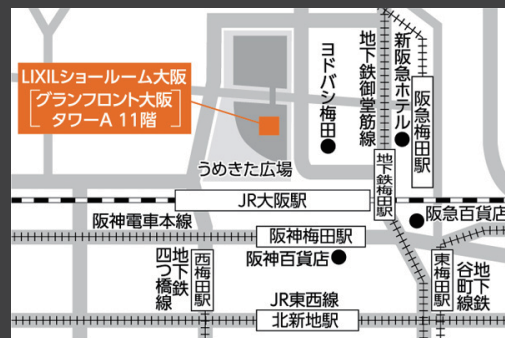 LIXILショールーム大阪
グランフロント大阪
タワーA 11階
うめきた広場
ヨドバシ梅田
地下鉄御堂筋線
新阪急ホテル
阪急梅田駅
地下鉄梅田駅
JR大阪駅
阪急百貨店
阪神電車本線
阪神梅田駅
阪神百貨店
地下鉄
四つ橋線
西梅田駅
東梅田駅
地下鉄
谷町線
JR東西線
北新地駅